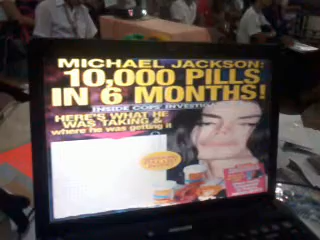 MICHAEL JACKSON:
10,000 PILLS
IN 6 MONTHS!
INSIDE COPS' INVESTIG
HERE'S WHAT HE
WAS TAKING &
where he was getting it